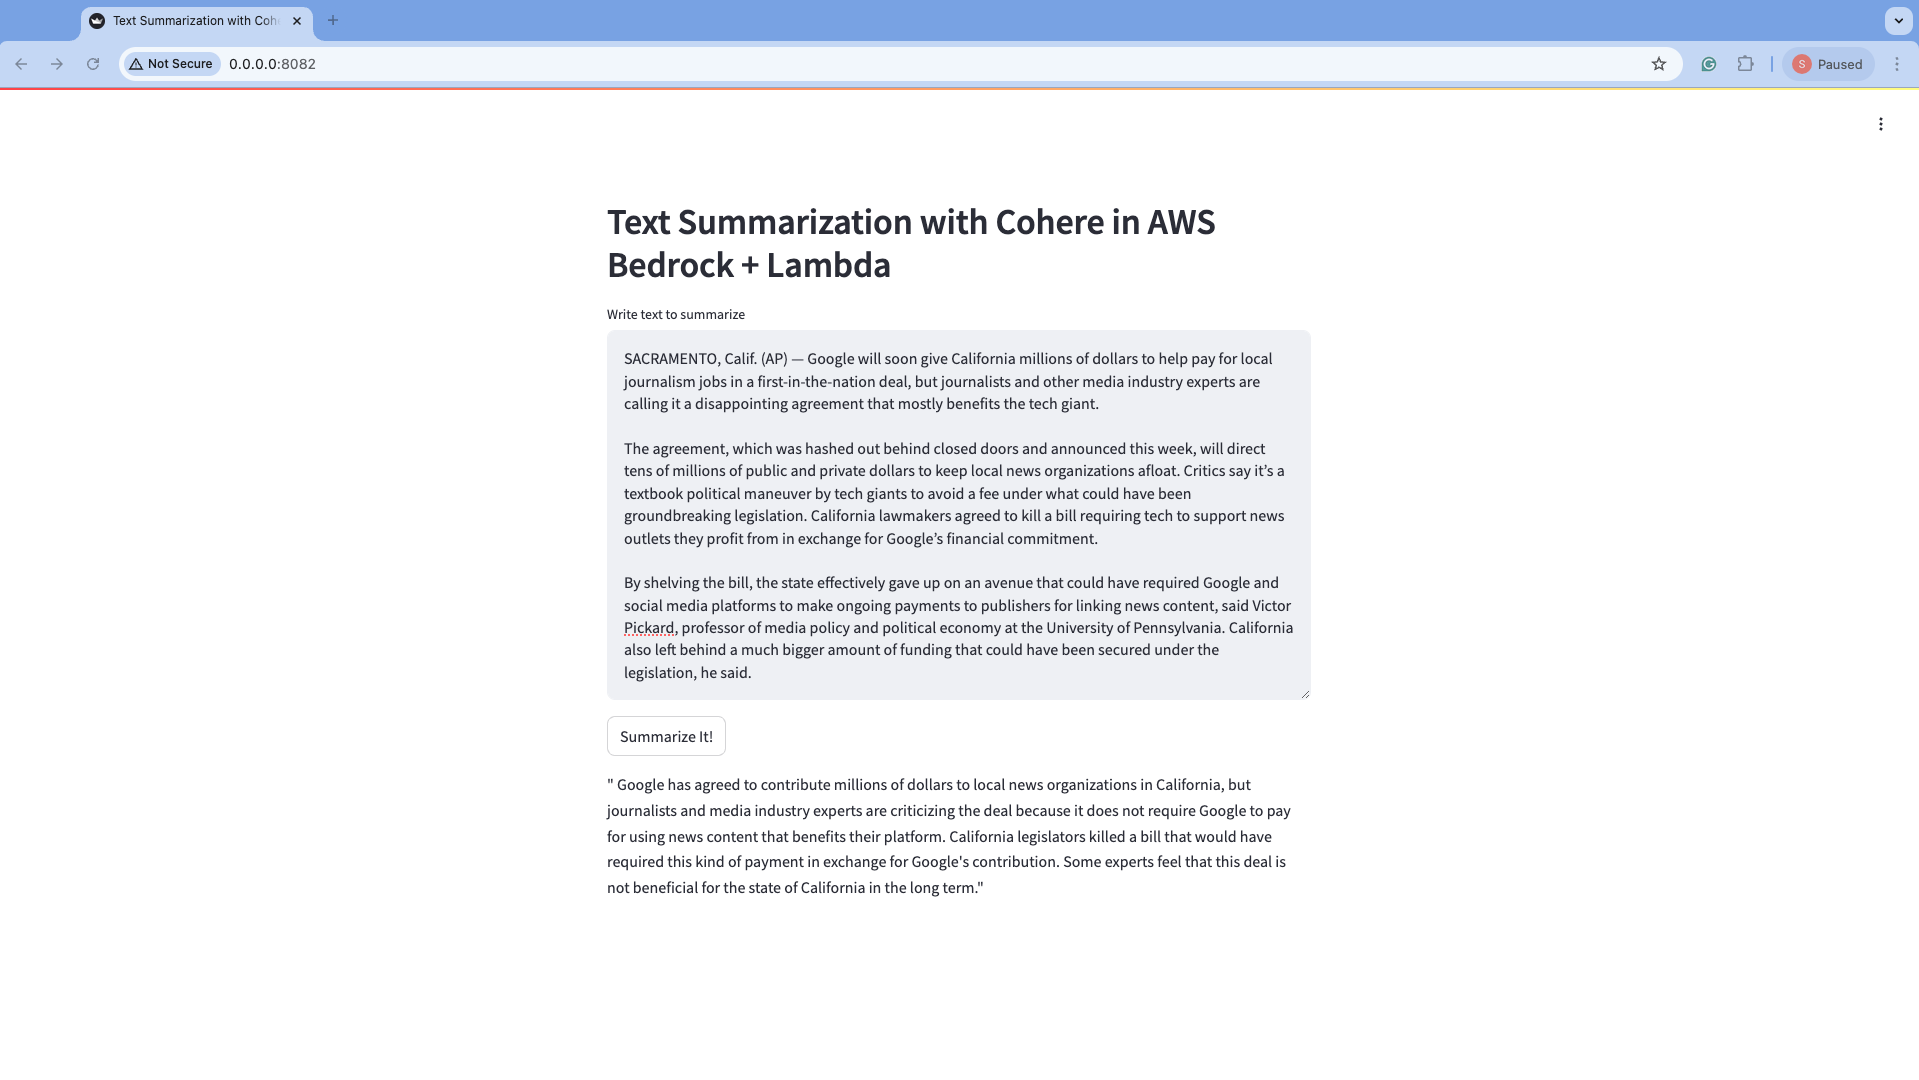 Text Summarization with Coh
Not Secure
0.0.0.0:8082
S
Paused
Text Summarization with Cohere in AWS
Bedrock + Lambda
Write text to summarize
SACRAMENTO, Calif. (AP) — Google will soon give California millions of dollars to help pay for local
journalism jobs in a first-in-the-nation deal, but journalists and other media industry experts are
calling it a disappointing agreement that mostly benefits the tech giant.
The agreement, which was hashed out behind closed doors and announced this week, will direct
tens of millions of public and private dollars to keep local news organizations afloat. Critics say it’s a
textbook political maneuver by tech giants to avoid a fee under what could have been
groundbreaking legislation. California lawmakers agreed to kill a bill requiring tech to support news
outlets they profit from in exchange for Google’s financial commitment.
By shelving the bill, the state effectively gave up on an avenue that could have required Google and
social media platforms to make ongoing payments to publishers for linking news content, said Victor
Pickard, professor of media policy and political economy at the University of Pennsylvania. California
also left behind a much bigger amount of funding that could have been secured under the
legislation, he said.
Summarize It!
" Google has agreed to contribute millions of dollars to local news organizations in California, but
journalists and media industry experts are criticizing the deal because it does not require Google to pay
for using news content that benefits their platform. California legislators killed a bill that would have
required this kind of payment in exchange for Google's contribution. Some experts feel that this deal is
not beneficial for the state of California in the long term."